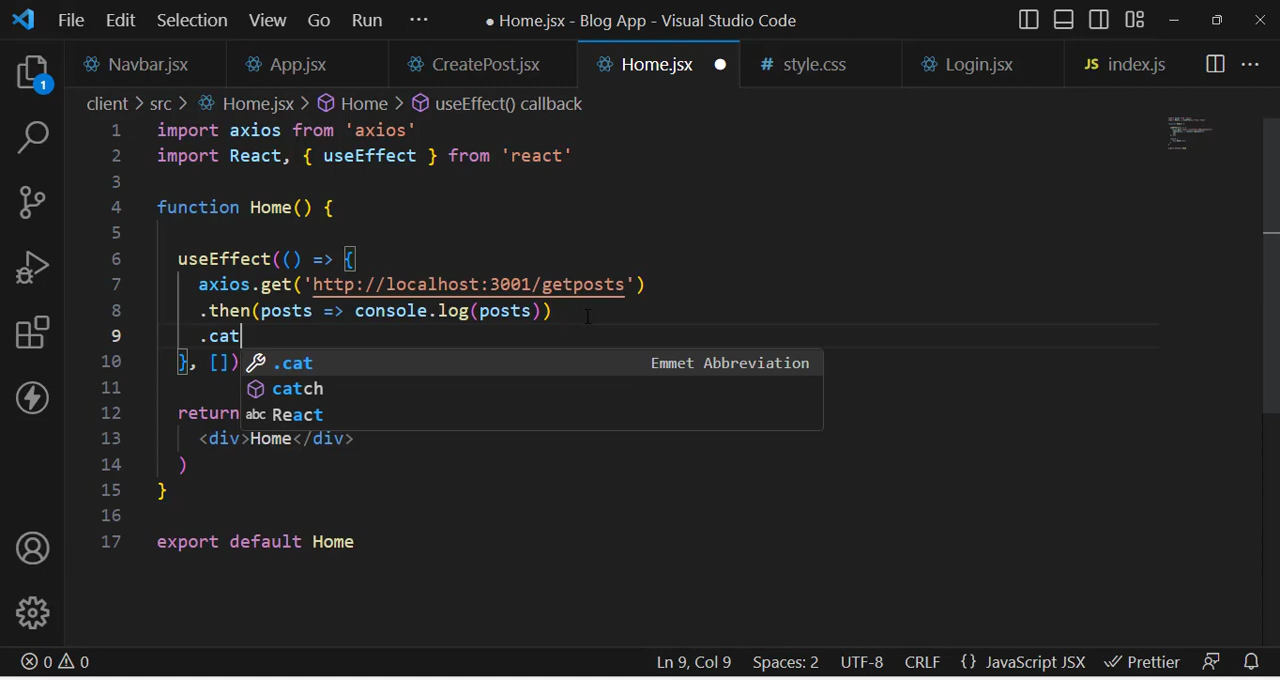 File Edit Selection View Go Run ··· ● Home.jsx - Blog App - Visual Studio Code
Navbar.jsx App.jsx CreatePost.jsx Home.jsx ● style.css Login.jsx JS index.js ···
client > src > Home.jsx > Home > useEffect() callback
1 import axios from 'axios'
2 import React, { useEffect } from 'react'
3
4 function Home() {
5
6 useEffect(() => {
7 axios.get('http://localhost:3001/getposts')
8 .then(posts => console.log(posts))
9 .cat
.cat Emmet Abbreviation
catch
abc React
10 }, [])
11
12 return
13 <div>Home</div>
14 )
15 }
16
17 export default Home
1
0 0 Ln 9, Col 9 Spaces: 2 UTF-8 CRLF {} JavaScript JSX Prettier